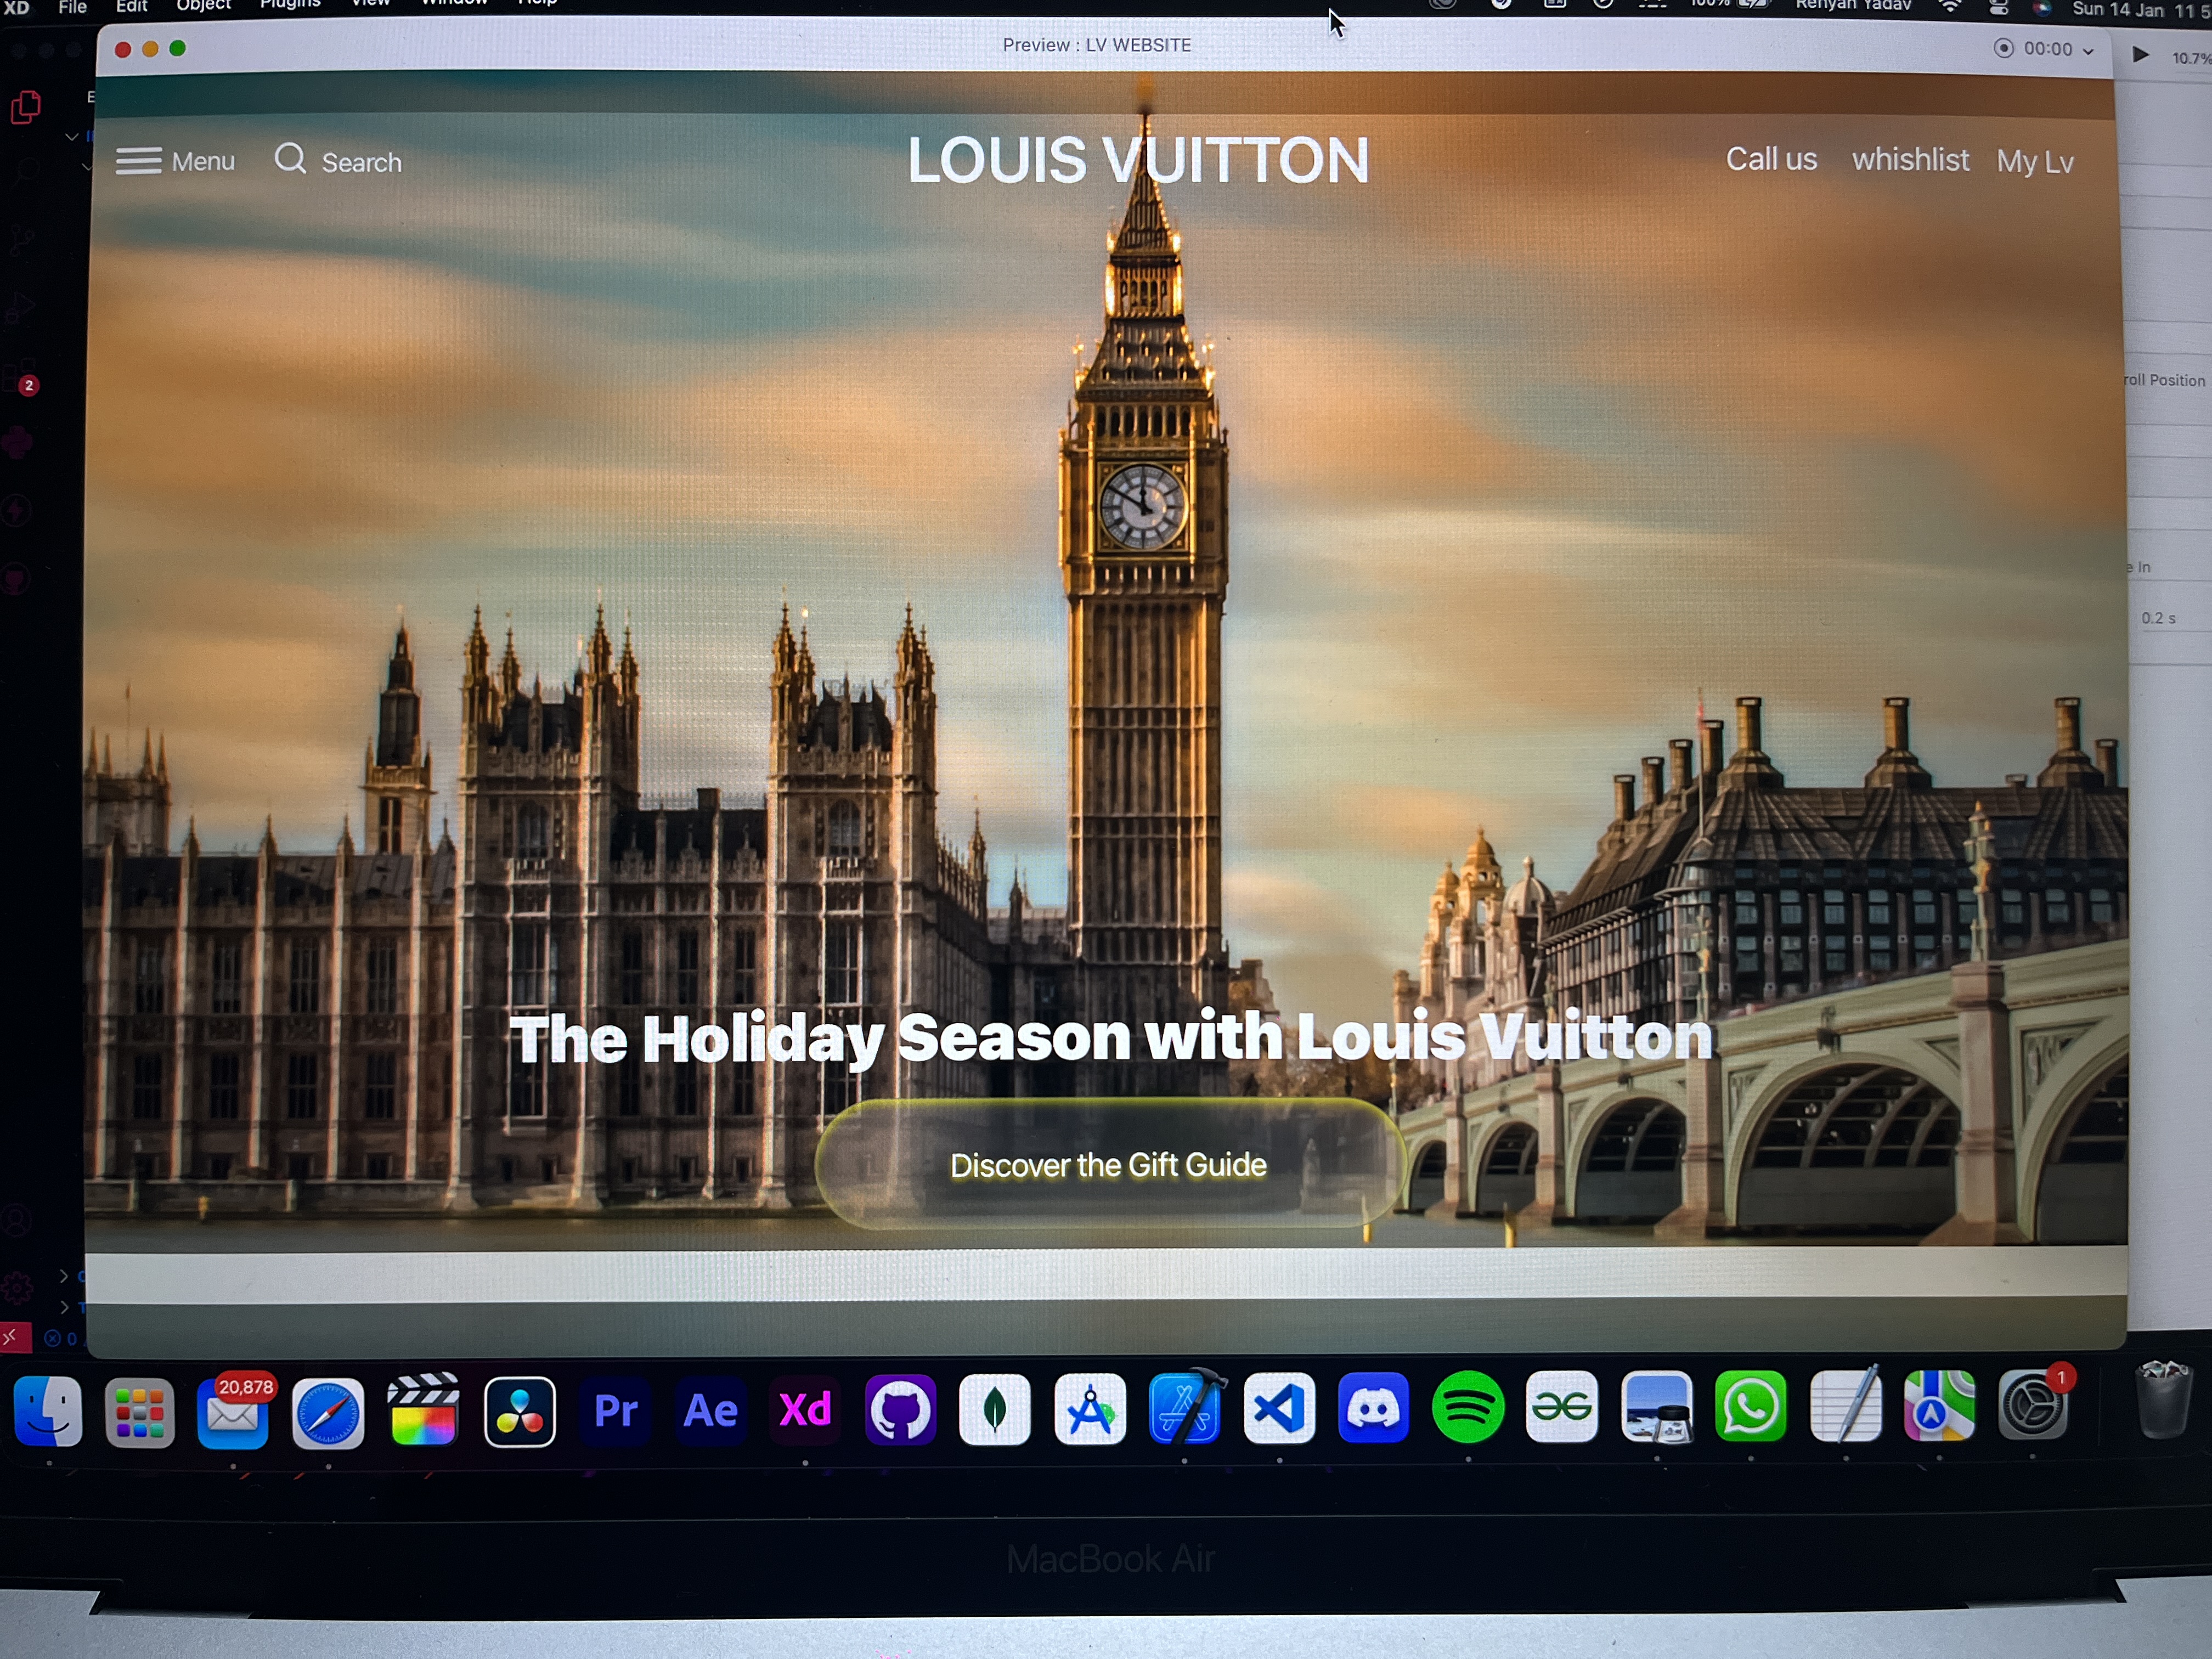 XD File Edit Object Plugins View Window Help 100% Renyan Yadav Sun 14 Jan 11 5
Preview : LV WEBSITE
00:00
10.7%
Menu Search LOUIS VUITTON Call us whishlist My Lv
2
roll Position
e In
0.2 s
The Holiday Season with Louis Vuitton
Discover the Gift Guide
0
20,878
Pr Ae Xd
1
MacBook Air